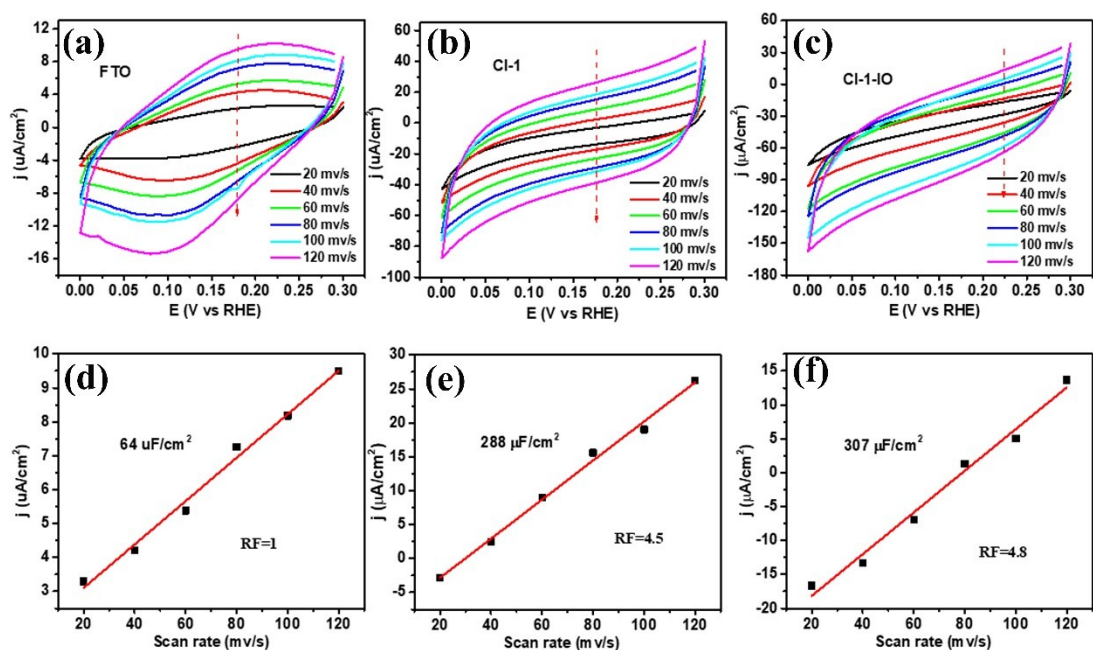 (a)
FTO
j (uA/cm²)
12
8
4
0
-4
-8
-12
-16
20 mv/s
40 mv/s
60 mv/s
80 mv/s
100 mv/s
120 mv/s
0.00 0.05 0.10 0.15 0.20 0.25 0.30
E (V vs RHE)
(b)
CI-1
j (uA/cm²)
60
40
20
0
-20
-40
-60
-80
-100
20 mv/s
40 mv/s
60 mv/s
80 mv/s
100 mv/s
120 mv/s
0.00 0.05 0.10 0.15 0.20 0.25 0.30
E (V vs RHE)
(c)
CI-1-IO
j (μA/cm²)
60
30
0
-30
-60
-90
-120
-150
-180
20 mv/s
40 mv/s
60 mv/s
80 mv/s
100 mv/s
120 mv/s
0.00 0.05 0.10 0.15 0.20 0.25 0.30
E (V vs RHE)
(d)
j (uA/cm²)
10
9
8
7
6
5
4
3
64 uF/cm²
RF=1
20 40 60 80 100 120
Scan rate (mv/s)
(e)
j (μA/cm²)
30
25
20
15
10
5
0
-5
288 μF/cm²
RF=4.5
20 40 60 80 100 120
Scan rate (mv/s)
(f)
j (μA/cm²)
20
15
10
5
0
-5
-10
-15
-20
307 μF/cm²
RF=4.8
20 40 60 80 100 120
Scan rate (mv/s)